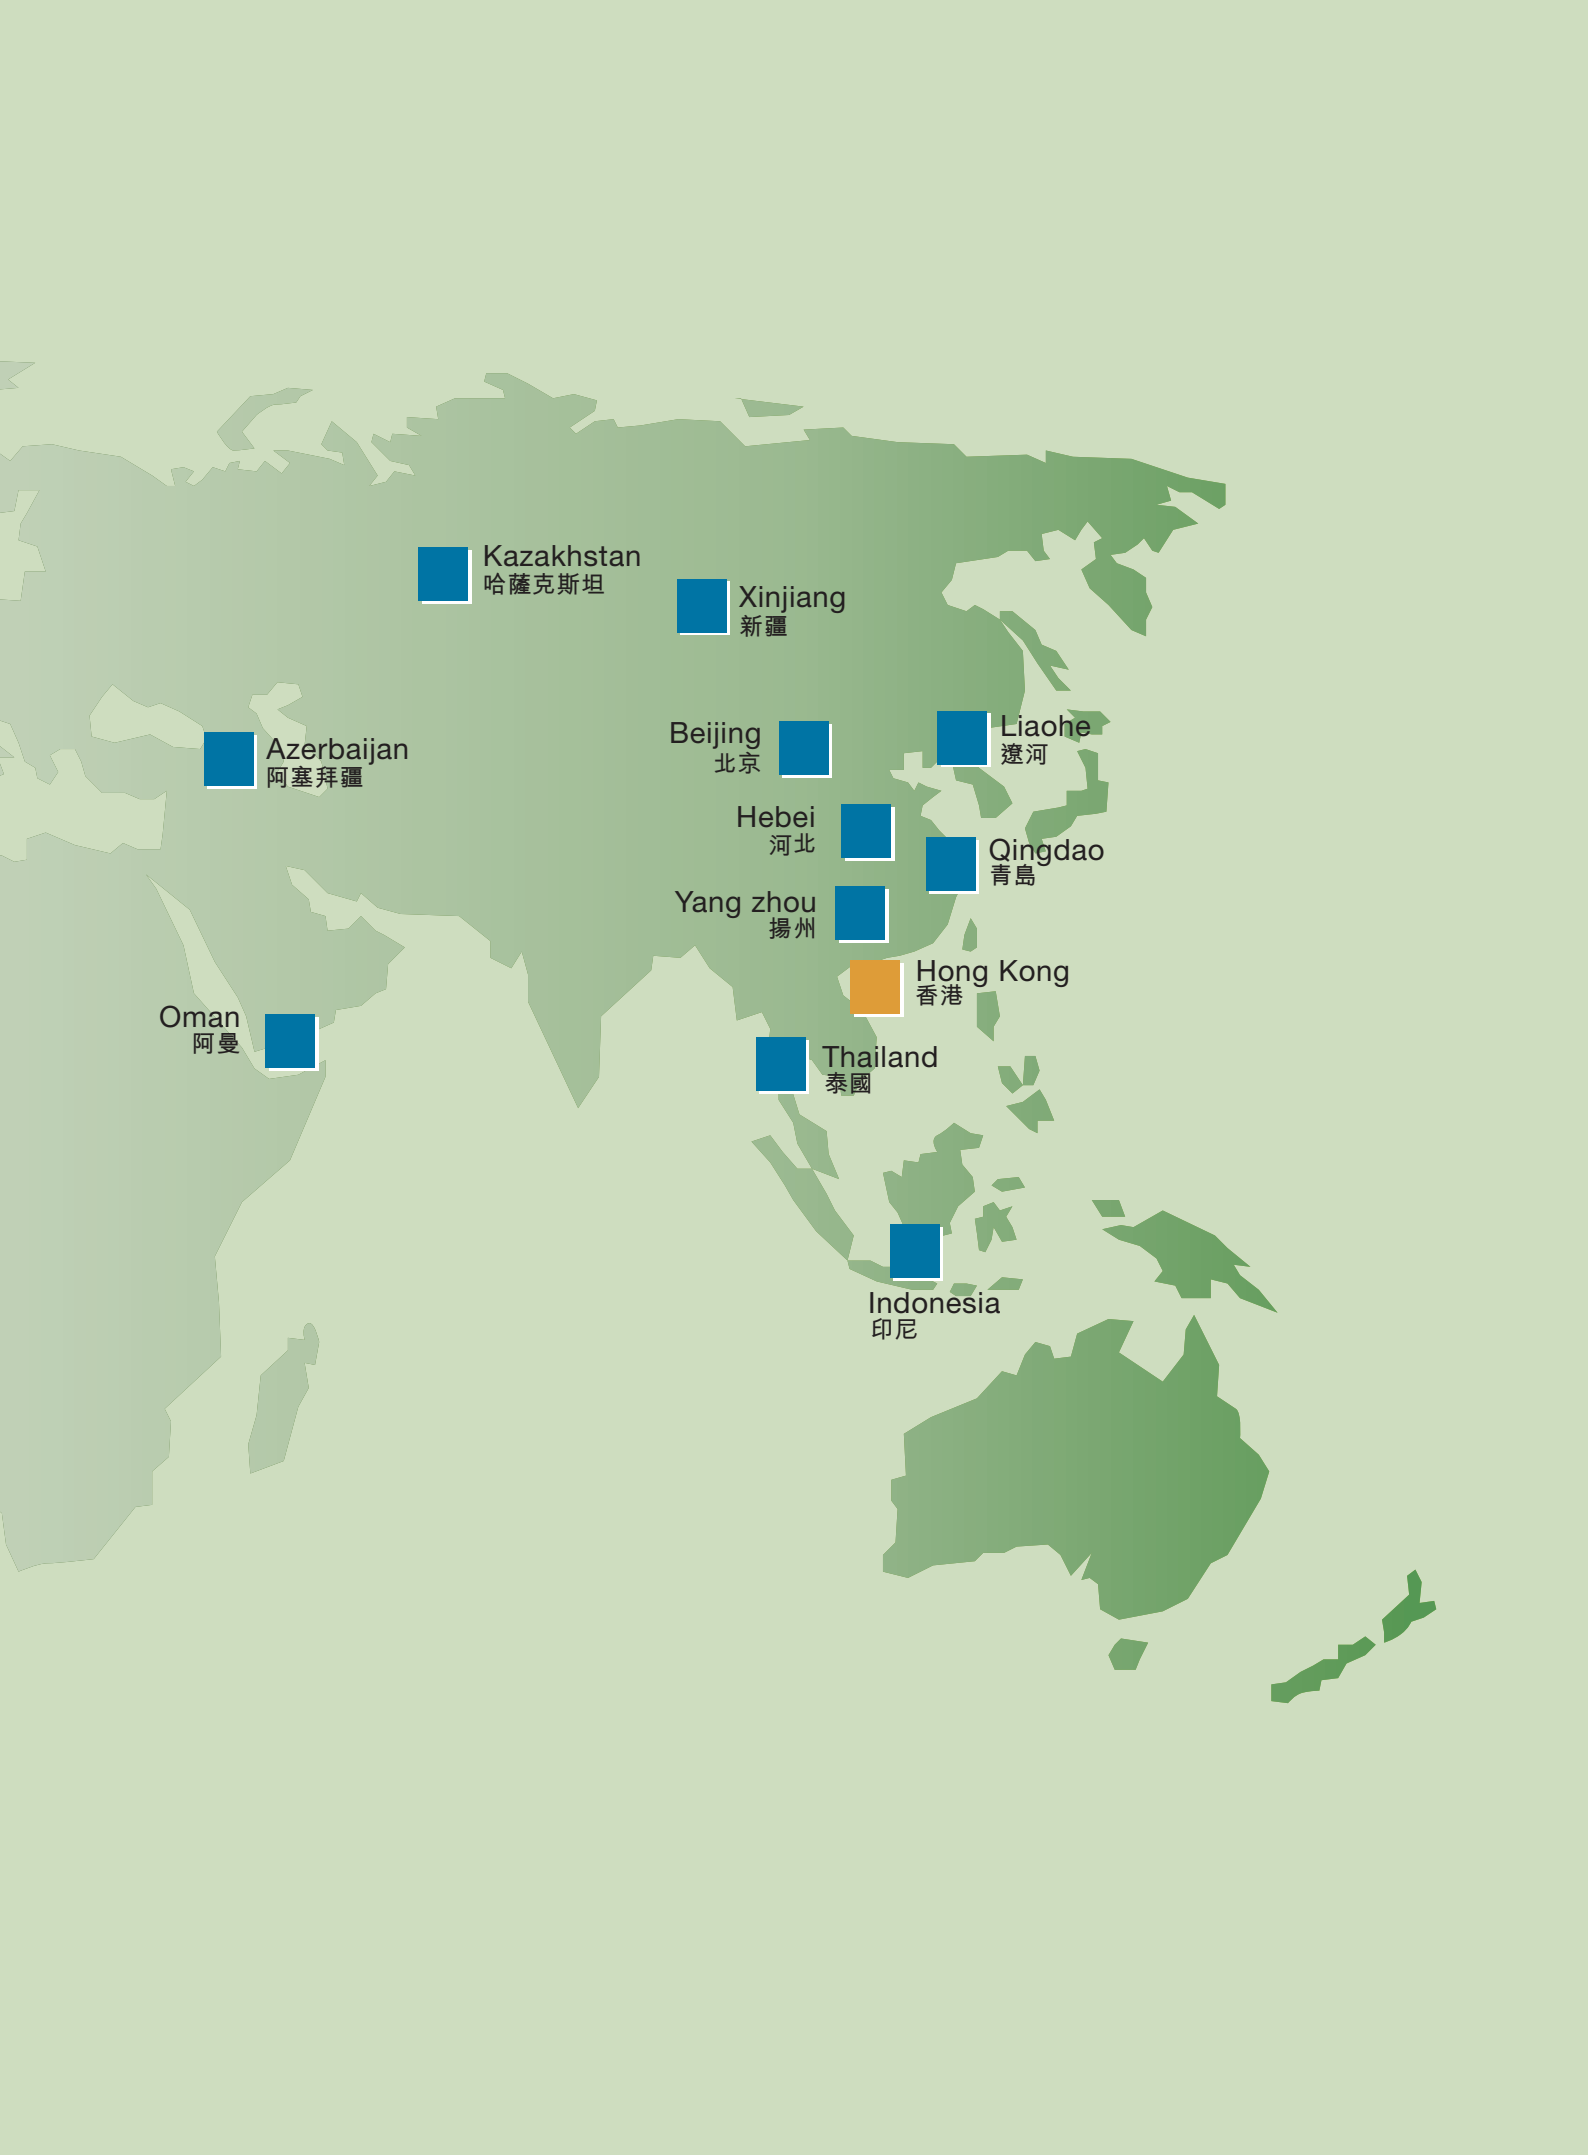 Kazakhstan
哈薩克斯坦
Xinjiang
新疆
Azerbaijan
阿塞拜疆
Beijing
北京
Liaohe
遼河
Hebei
河北
Qingdao
青島
Yang zhou
揚州
Hong Kong
香港
Oman
阿曼
Thailand
泰國
Indonesia
印尼